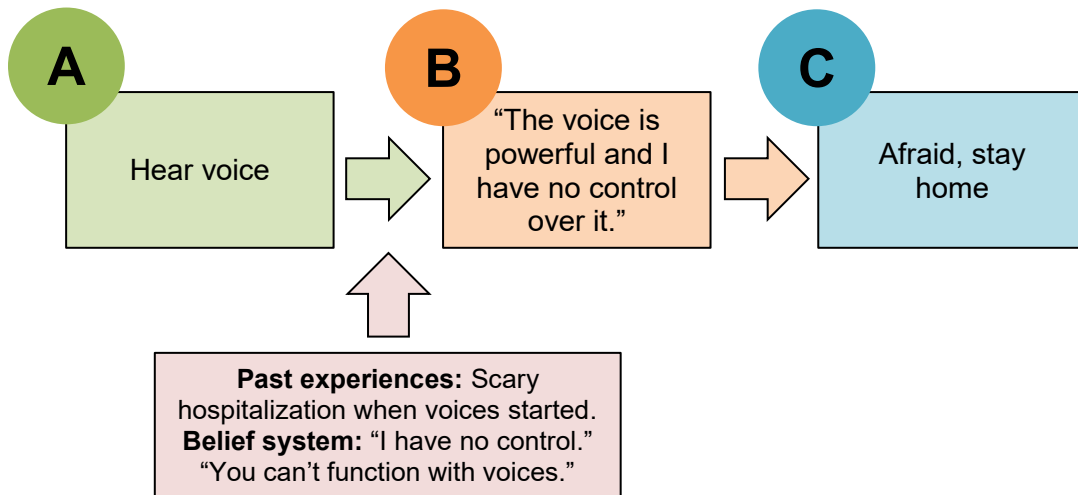 A
Hear voice
B
“The voice is
powerful and I
have no control
over it.”
C
Afraid, stay
home
Past experiences: Scary
hospitalization when voices started.
Belief system: “I have no control.”
“You can’t function with voices.”